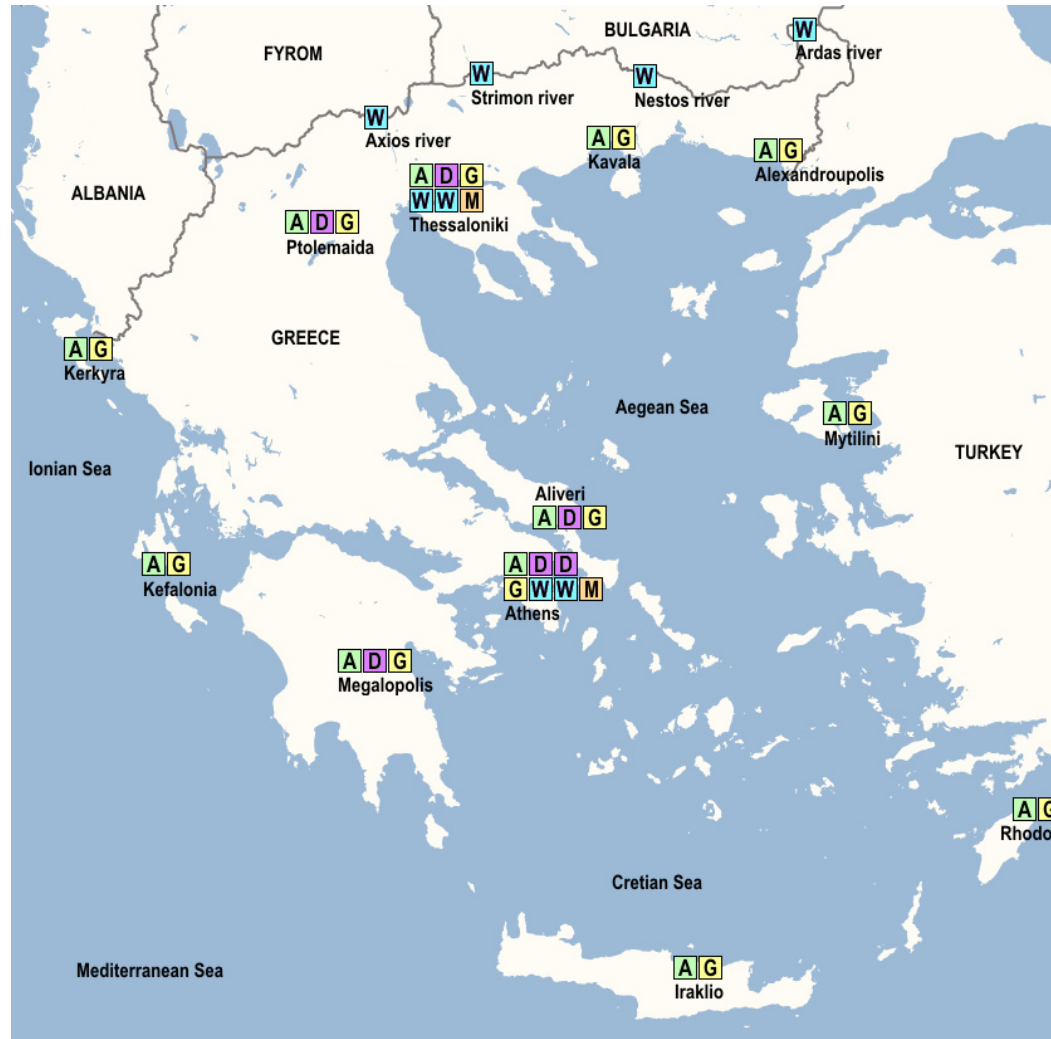 BULGARIA
W
Ardas river
FYROM
W
Strimon river
W
Nestos river
W
Axios river
A G
Kavala
A G
Alexandroupolis
ALBANIA
A D G
W W M
Thessaloniki
A D G
Ptolemaida
GREECE
A G
Kerkyra
Aegean Sea
A G
Mytilini
TURKEY
Ionian Sea
Aliveri
A D G
A G
Kefalonia
A D D
G W W M
Athens
A D G
Megalopolis
A G
Rhodo
Cretian Sea
Mediterranean Sea
A G
Iraklio